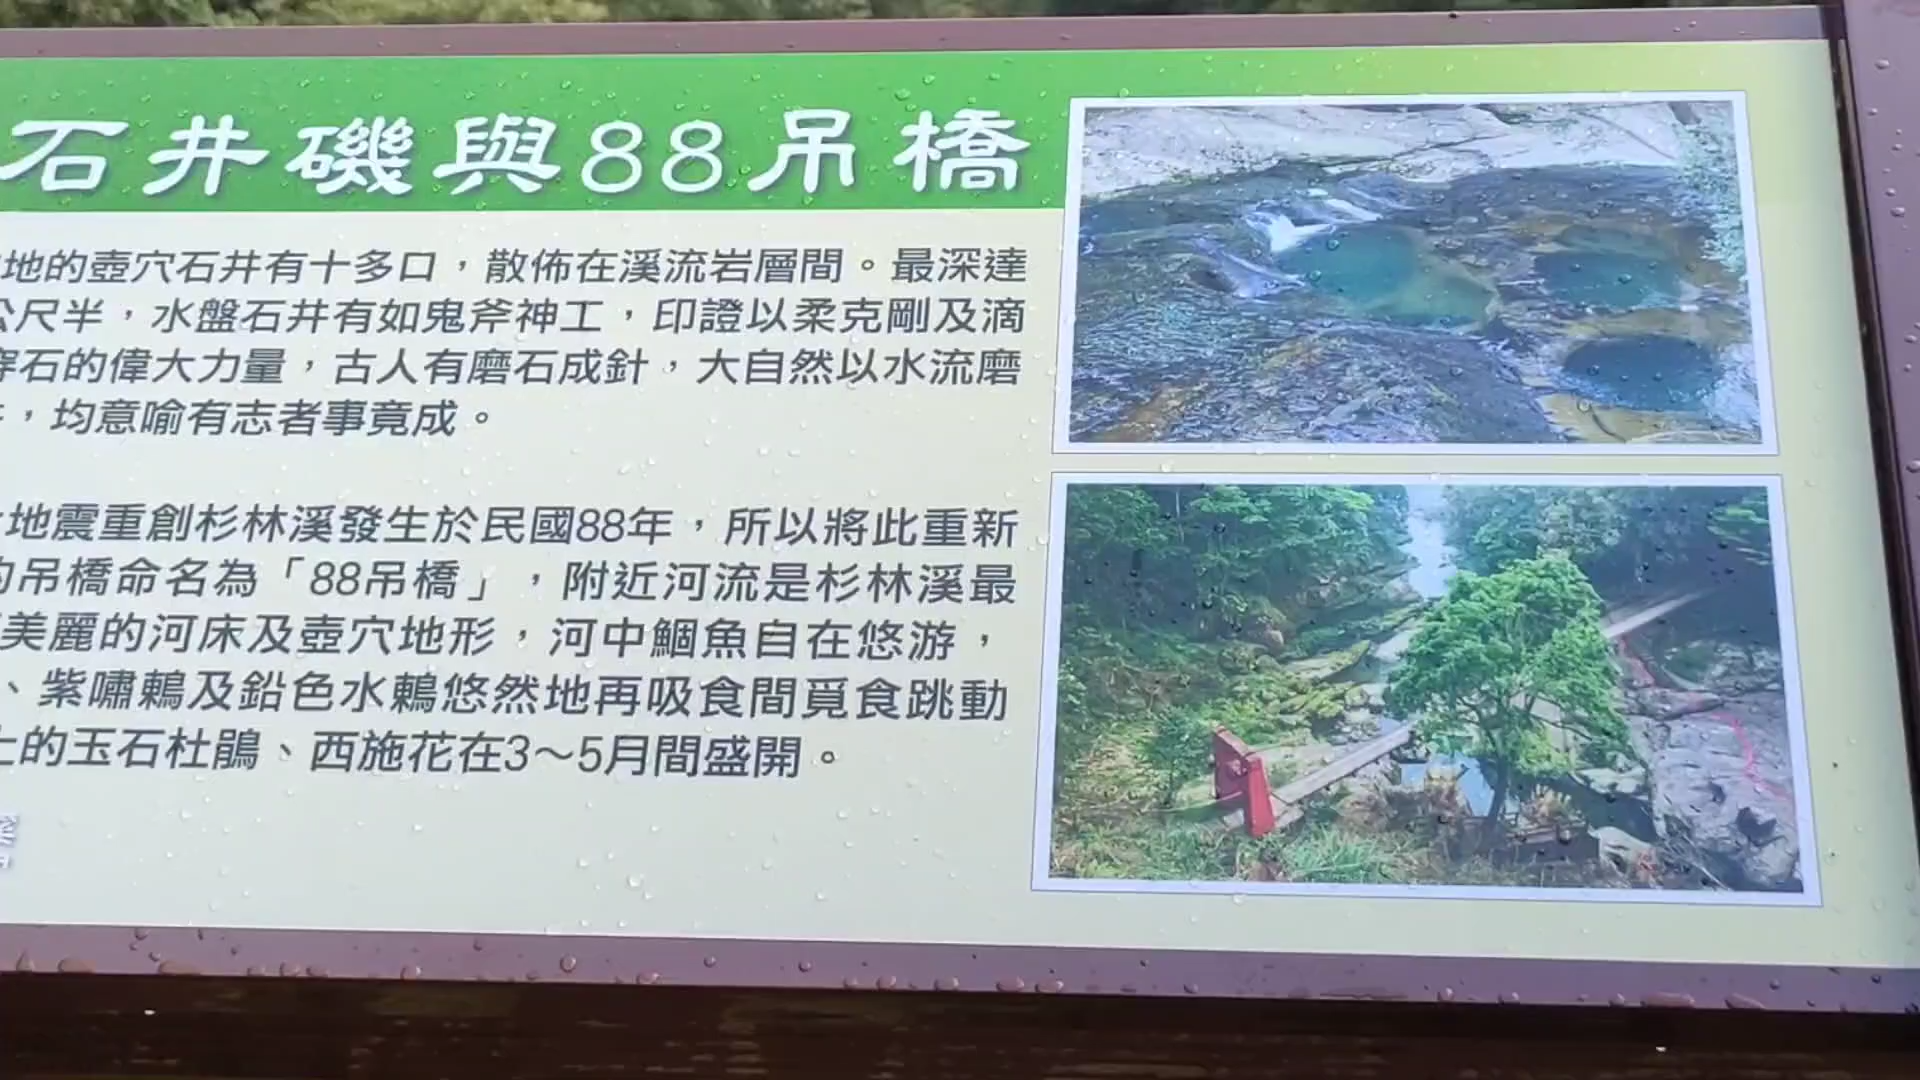 石井磯與88吊橋
地的壺穴石井有十多口，散佈在溪流岩層間。最深達
公尺半，水盤石井有如鬼斧神工，印證以柔克剛及滴
穿石的偉大力量，古人有磨石成針，大自然以水流磨
，均意喻有志者事竟成。
地震重創杉林溪發生於民國88年，所以將此重新
的吊橋命名為「88吊橋」，附近河流是杉林溪最
美麗的河床及壺穴地形，河中鯝魚自在悠游，
、紫嘯鶇及鉛色水鶇悠然地再吸食間覓食跳動
上的玉石杜鵑、西施花在3～5月間盛開。